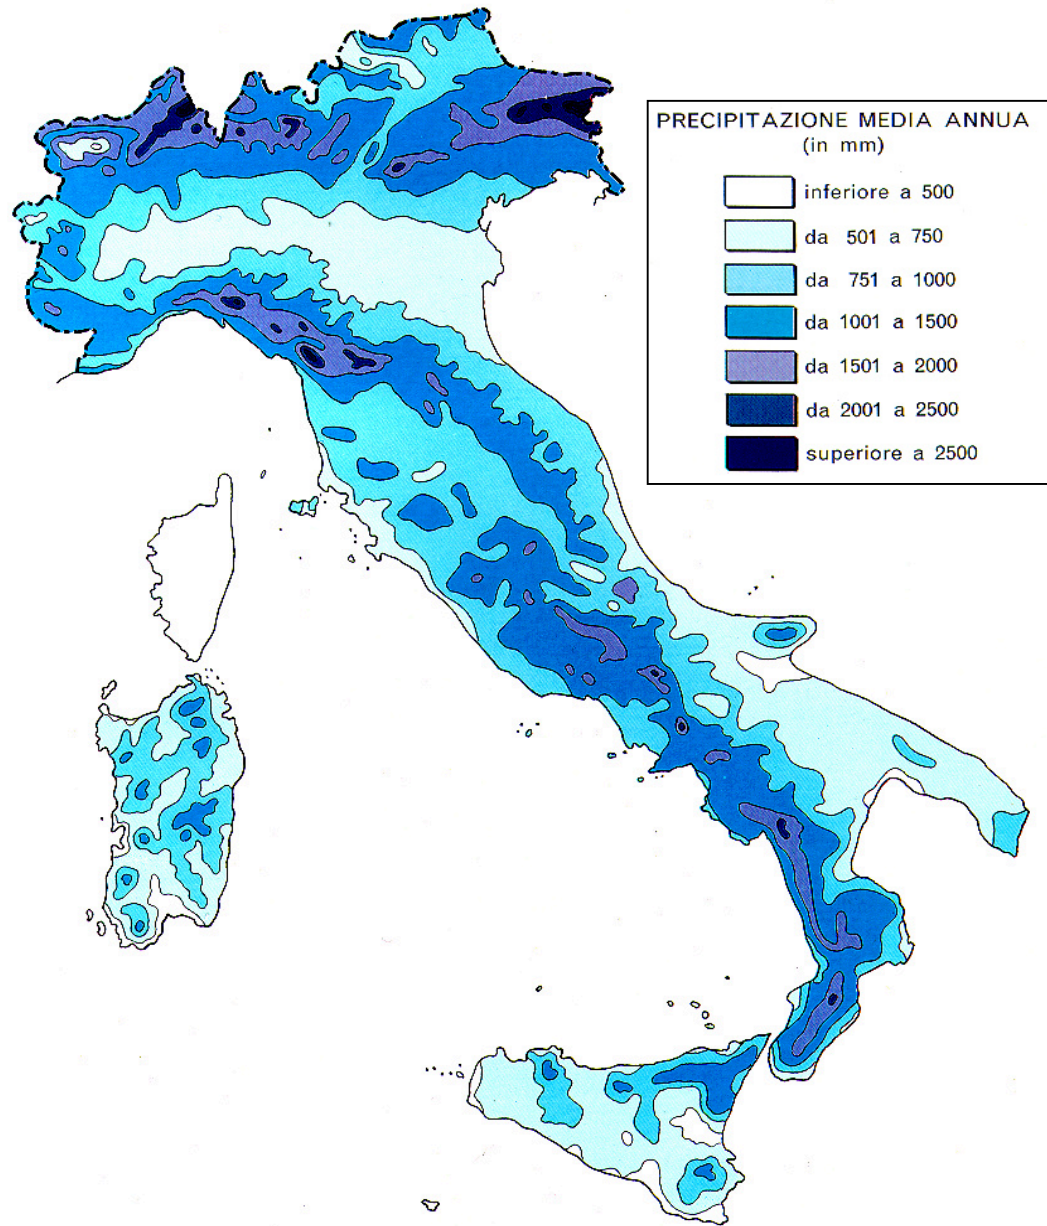 PRECIPITAZIONE MEDIA ANNUA
(in mm)
inferiore a 500
da 501 a 750
da 751 a 1000
da 1001 a 1500
da 1501 a 2000
da 2001 a 2500
superiore a 2500